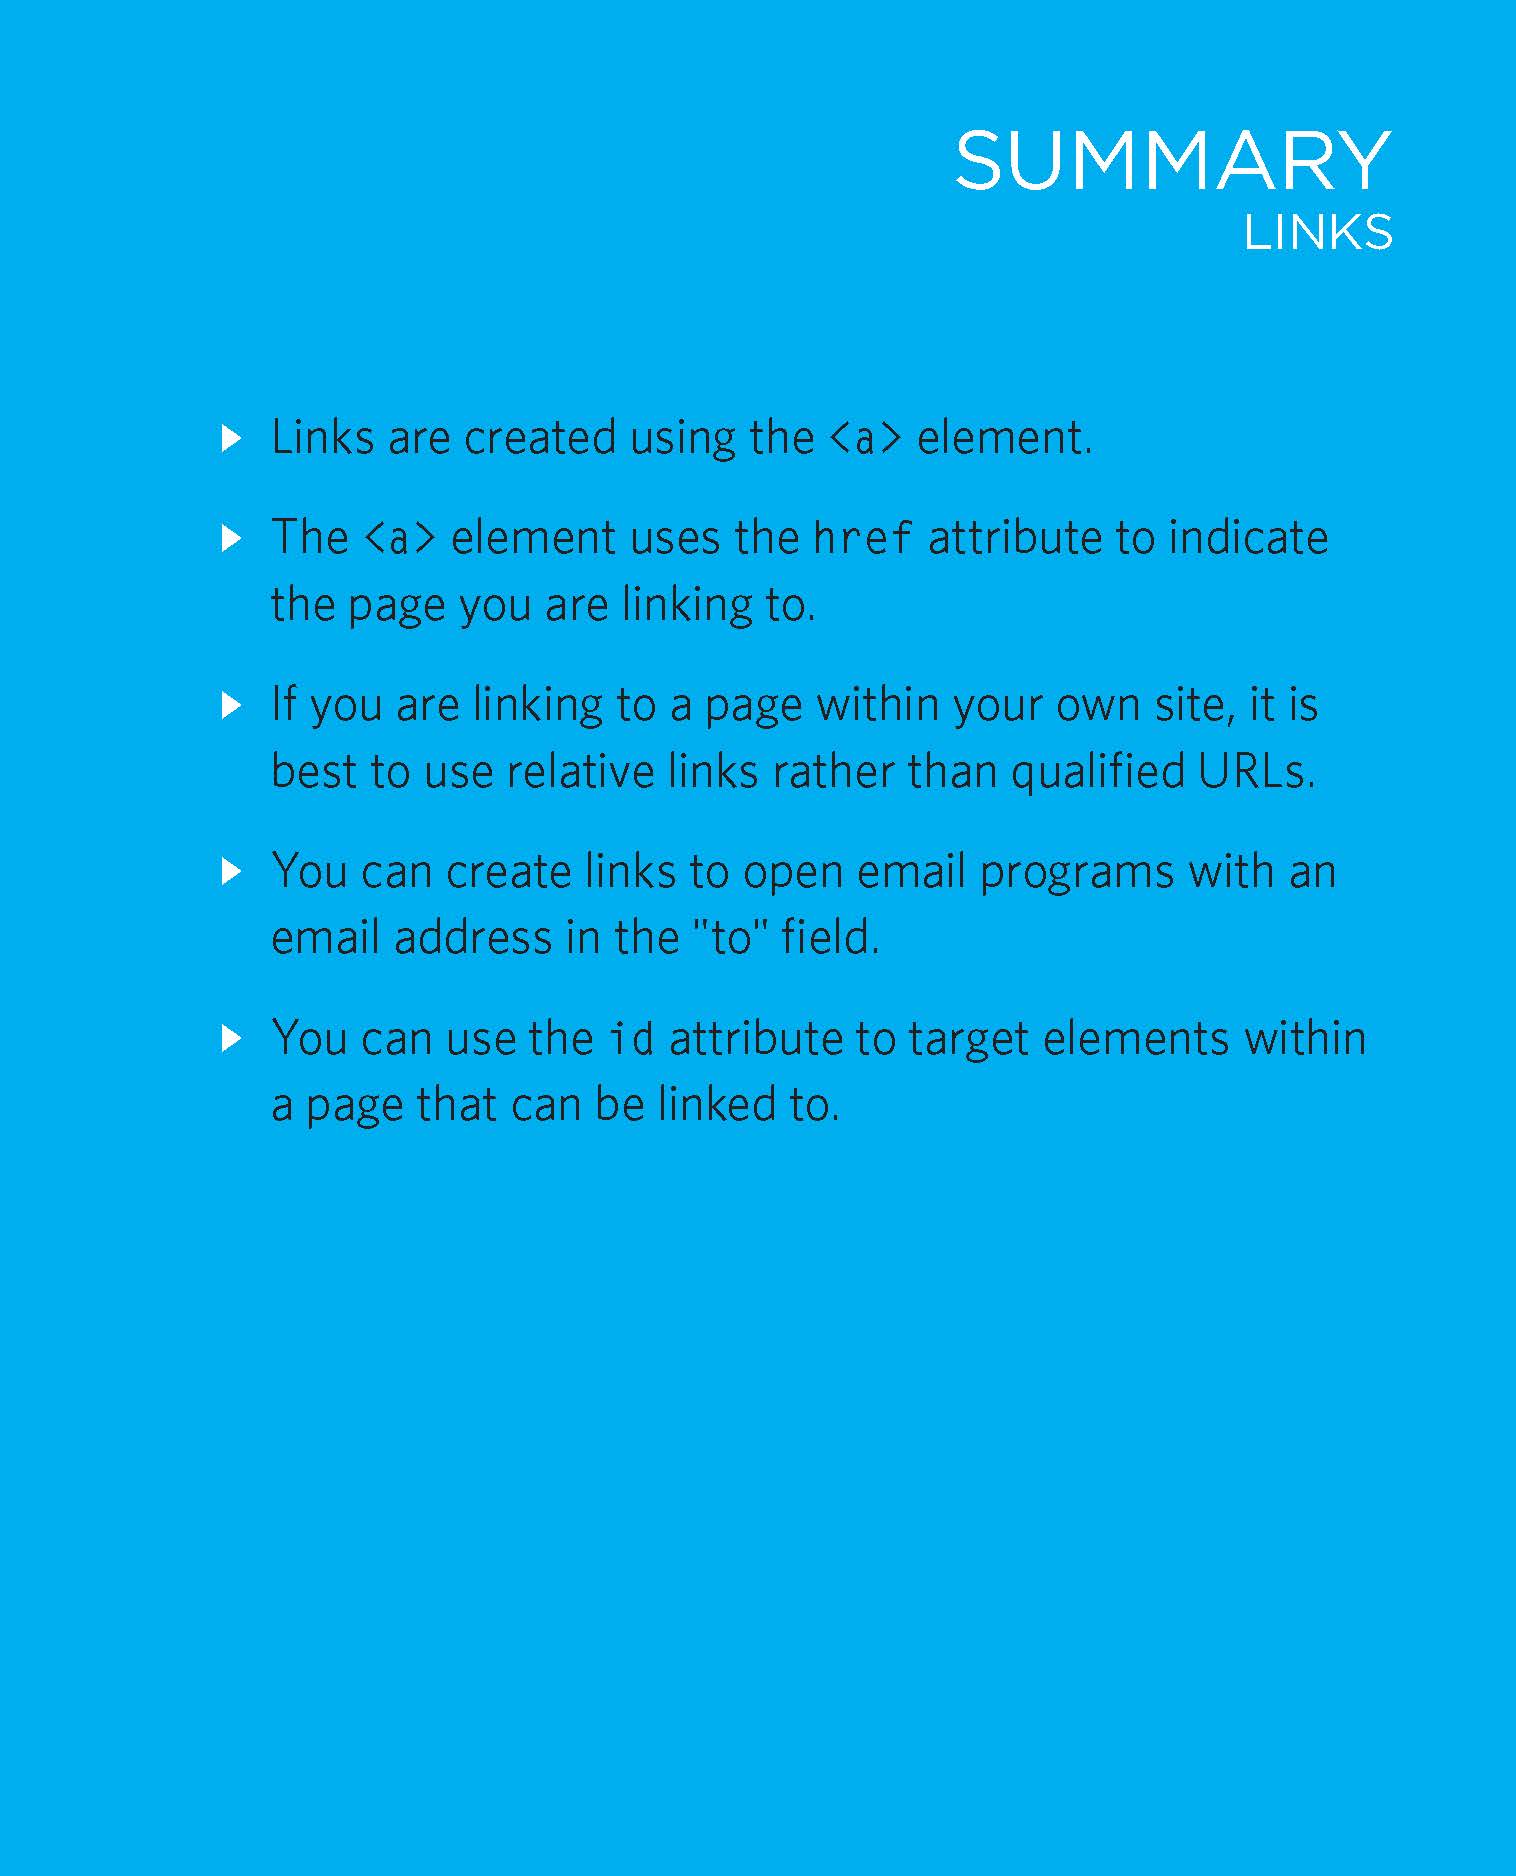 SUMMARY
LINKS
Links are created using the <a> element.
The <a> element uses the href attribute to indicate
the page you are linking to.
If you are linking to a page within your own site, it is
best to use relative links rather than qualified URLs.
You can create links to open email programs with an
email address in the "to" field.
You can use the id attribute to target elements within
a page that can be linked to.